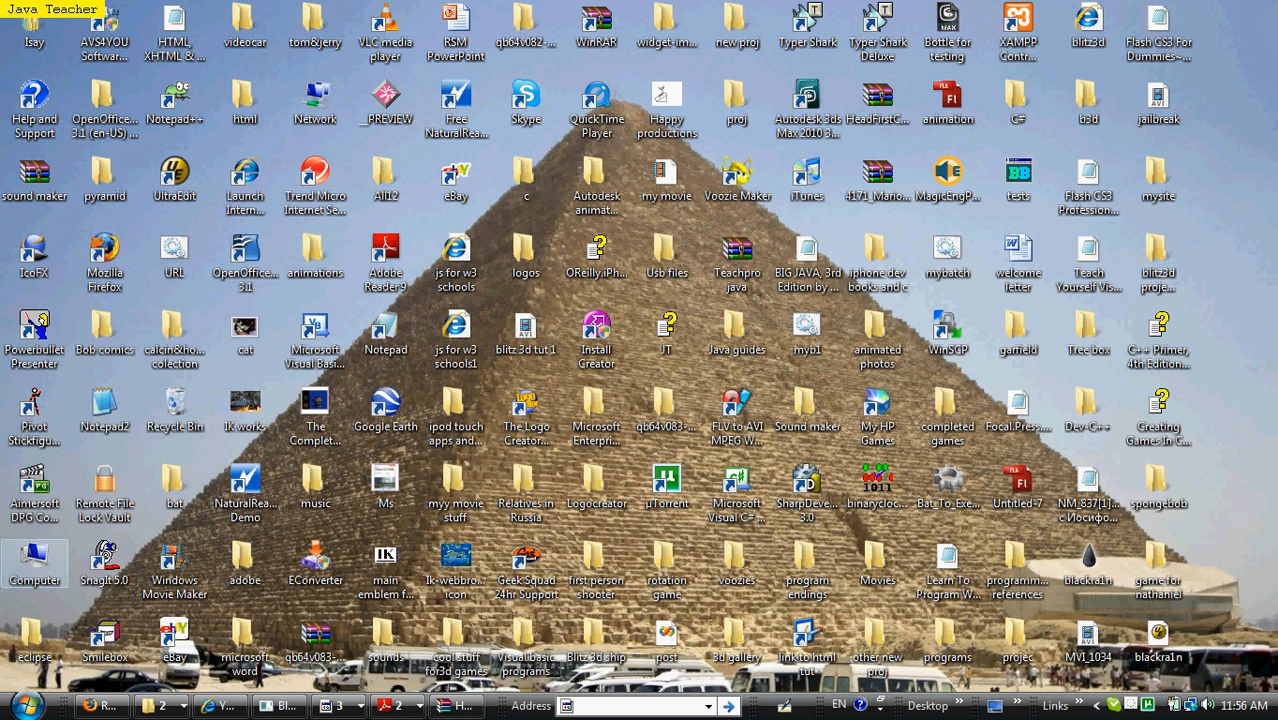 Java Teacher
Isay
AVS4YOU
Softwar...
HTML,
XHTML & ...
videocar
tom&jerry
VLC media
player
RSM
PowerPoint
qb64v082-...
WinRAR
widget-im...
new proj
Typer Shark
Typer Shark
Deluxe
Bottle for
testing
XAMPP
Contr...
blitz3d
Flash CS3 For
Dummies~...
Help and
Support
OpenOffice...
3.1 (en-US) ...
Notepad++
html
Network
__PREVIEW
Free
NaturalRea...
Skype
QuickTime
Player
Happy
productions
proj
Autodesk 3ds
Max 2010 3...
HeadFirstC...
animation
C#
b3d
jailbreak
sound maker
pyramid
UltraEdit
Launch
Intern...
Trend Micro
Internet Se...
All12
eBay
c
Autodesk
animat...
my movie
Voozie Maker
iTunes
4171_Mario...
MagicEngP...
tests
Flash CS3
Profession...
mysite
IcoFX
Mozilla
Firefox
URL
OpenOffice...
3.1
animations
Adobe
Reader 9
js for w3
schools
logos
OReilly.iPh...
Usb files
Teachpro
java
BIG JAVA, 3rd
Edition by ...
iphone dev
books and c
mybatch
welcome
letter
Teach
Yourself Vis...
blitz3d
proje...
Powerbullet
Presenter
Bob comics
calcin&ho...
colection
cat
Microsoft
Visual Basi...
Notepad
js for w3
schools1
blitz 3d tut 1
Install
Creator
JT
Java guides
myb1
animated
photos
WinSCP
garfield
Tree box
C++ Primer,
4th Edition...
Pivot
Stickfigu...
Notepad2
Recycle Bin
IK works
The
Complet...
Google Earth
ipod touch
apps and...
The Logo
Creator...
Microsoft
Enterpri...
qb64v083-...
FLV to AVI
MPEG W...
Sound maker
My HP
Games
completed
games
Focal.Press....
Dev-C++
Creating
Games In C...
Aimersoft
DPG Co...
Remote File
Lock Vault
bat
NaturalRea...
Demo
music
Ms
myy movie
stuff
Relatives in
Russia
Logocreator
µTorrent
Microsoft
Visual C# ...
SharpDeve...
3.0
binarycloc...
Bat_To_Exe...
Untitled-7
NM_837[1]...
с Иосифо...
spongebob
Computer
SnagIt 5.0
Windows
Movie Maker
adobe
EConverter
IK
main
emblem f...
Ik-webbro...
icon
Geek Squad
24hr Support
first person
shooter
rotation
game
voozies
program
endings
Movies
Learn To
Program W...
programm...
references
blackra1n
game for
nathaniel
eclipse
Smilebox
eBay
microsoft
word
qb64v083-...
sounds
cool stuff
for3d games
Visual basic
programs
Blitz 3d ship
post
3d gallery
link to html
tut
other new
proj
programs
projec
MVI_1034
blackra1n
R...
2
Y...
Bl...
3
2
H...
Address
EN
Desktop
Links
11:56 AM